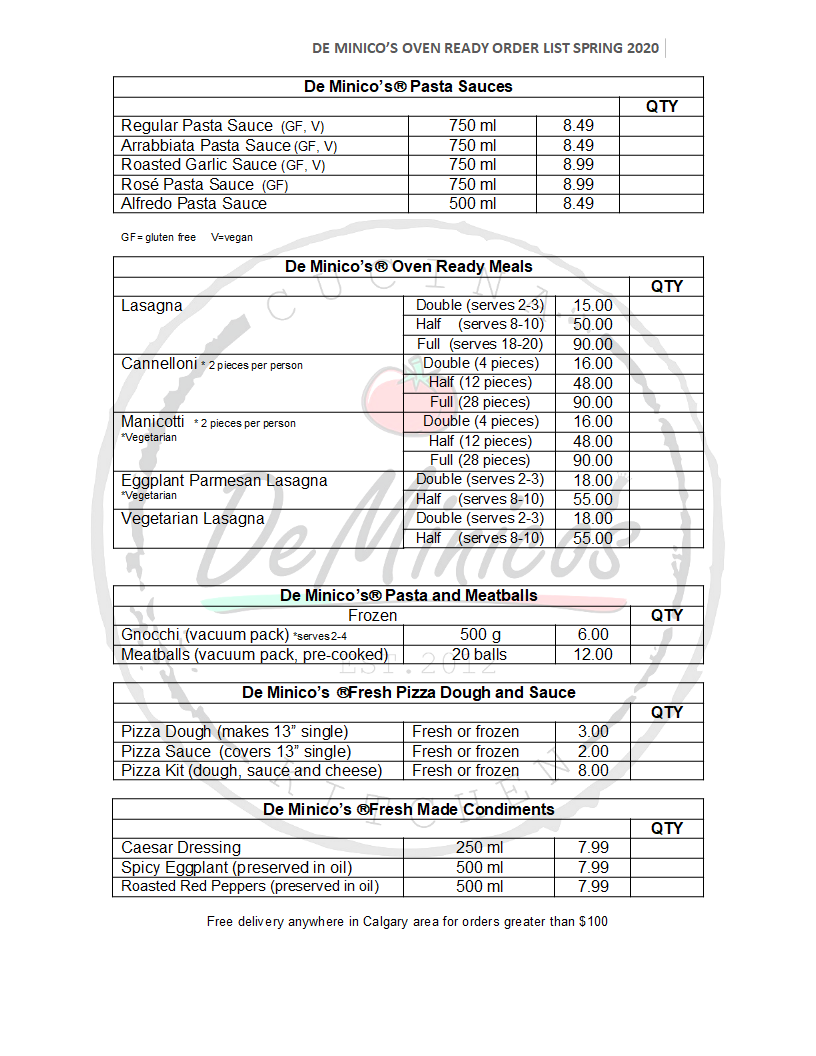 DE MINICO’S OVEN READY ORDER LIST SPRING 2020
De Minico’s® Pasta Sauces
QTY
Regular Pasta Sauce (GF, V) 750 ml 8.49
Arrabbiata Pasta Sauce (GF, V) 750 ml 8.49
Roasted Garlic Sauce (GF, V) 750 ml 8.99
Rosé Pasta Sauce (GF) 750 ml 8.99
Alfredo Pasta Sauce 500 ml 8.49
GF= gluten free V=vegan
De Minico’s® Oven Ready Meals
CUCINA
QTY
Lasagna Double (serves 2-3) 15.00
Half (serves 8-10) 50.00
Full (serves 18-20) 90.00
Cannelloni * 2 pieces per person Double (4 pieces) 16.00
Half (12 pieces) 48.00
Full (28 pieces) 90.00
Manicotti * 2 pieces per person Double (4 pieces) 16.00
*Vegetarian Half (12 pieces) 48.00
Full (28 pieces) 90.00
Eggplant Parmesan Lasagna Double (serves 2-3) 18.00
*Vegetarian Half (serves 8-10) 55.00
Vegetarian Lasagna Double (serves 2-3) 18.00
Half (serves 8-10) 55.00
DeMinico's
De Minico’s® Pasta and Meatballs
Frozen QTY
Gnocchi (vacuum pack) *serves 2-4 500 g 6.00
Meatballs (vacuum pack, pre-cooked) 20 balls 12.00
EST.2012
De Minico’s ®Fresh Pizza Dough and Sauce
QTY
Pizza Dough (makes 13” single) Fresh or frozen 3.00
Pizza Sauce (covers 13” single) Fresh or frozen 2.00
Pizza Kit (dough, sauce and cheese) Fresh or frozen 8.00
KITCHEN
De Minico’s ®Fresh Made Condiments
QTY
Caesar Dressing 250 ml 7.99
Spicy Eggplant (preserved in oil) 500 ml 7.99
Roasted Red Peppers (preserved in oil) 500 ml 7.99
Free delivery anywhere in Calgary area for orders greater than $100